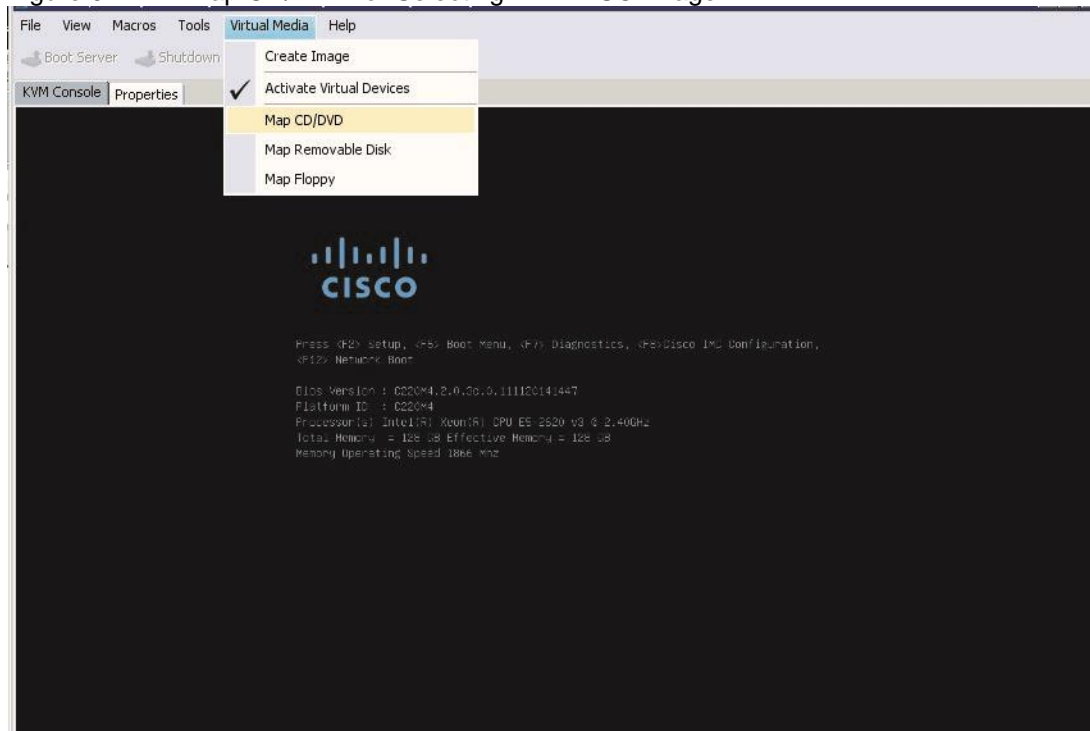 File View Macros Tools Virtual Media Help
Boot Server Shutdown
Create Image
Activate Virtual Devices
KVM Console Properties
Map CD/DVD
Map Removable Disk
Map Floppy
CISCO
Press <F2> Setup, <F6> Boot Menu, <F7> Diagnostics, <F8>Cisco IMC Configuration,
<F12> Network Boot
Bios Version : C220M4.2.0.3c.0.111120141447
Platform ID : C220M4
Processor(s) Intel(R) Xeon(R) CPU E5-2620 v3 @ 2.40GHz
Total Memory = 128 GB Effective Memory = 128 GB
Memory Operating Speed 1866 Mhz